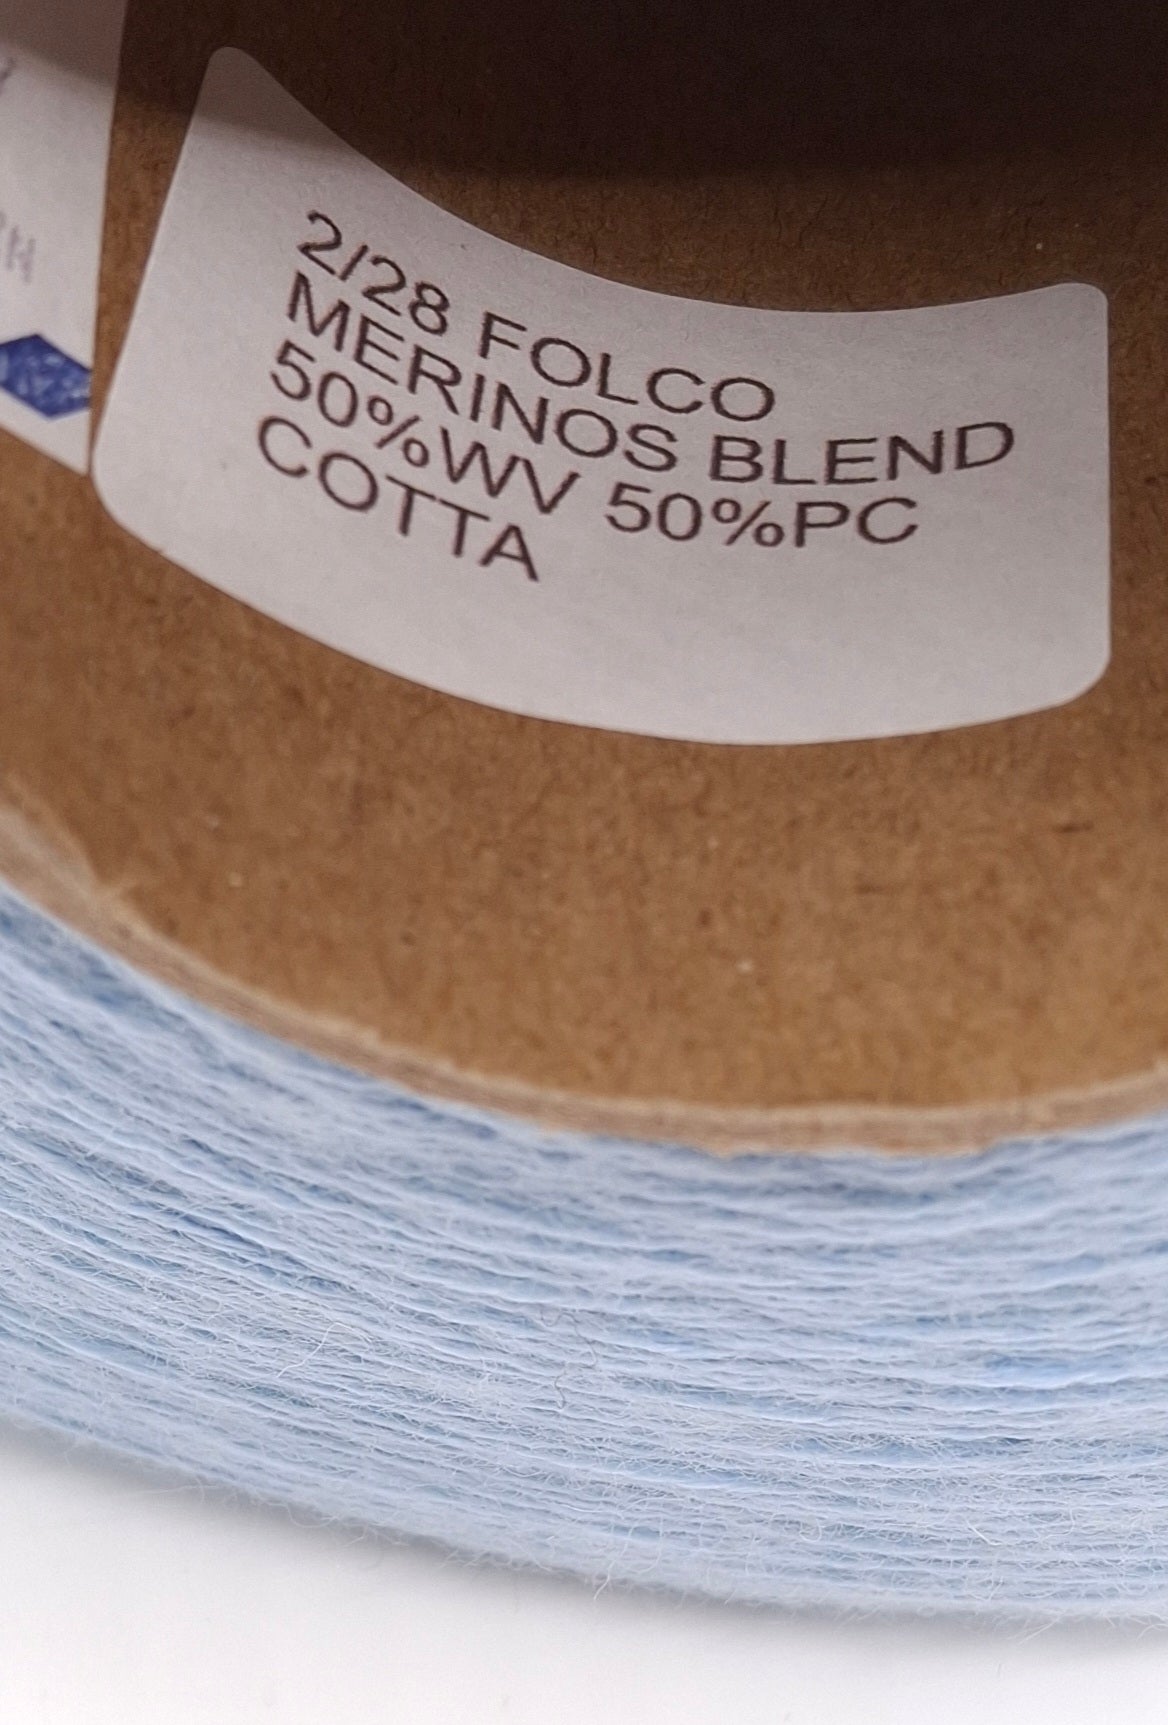 2/28 FOLCO
MERINOS BLEND
50%WV 50%PC
COTTA